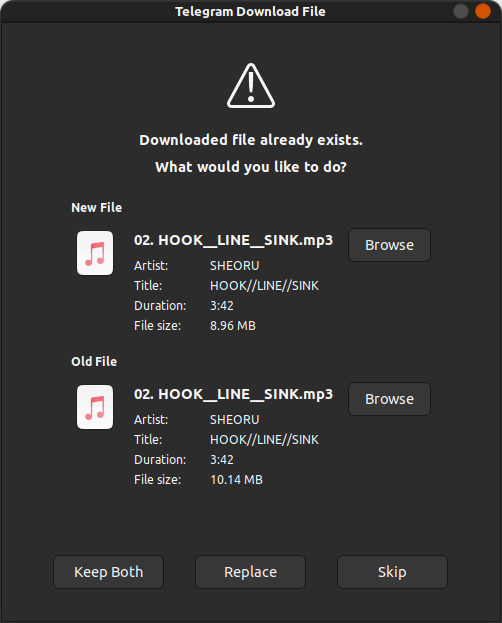 Telegram Download File
Downloaded file already exists.
What would you like to do?
New File
02. HOOK__LINE__SINK.mp3
Browse
Artist: SHEORU
Title: HOOK//LINE//SINK
Duration: 3:42
File size: 8.96 MB
Old File
02. HOOK__LINE__SINK.mp3
Browse
Artist: SHEORU
Title: HOOK//LINE//SINK
Duration: 3:42
File size: 10.14 MB
Keep Both
Replace
Skip